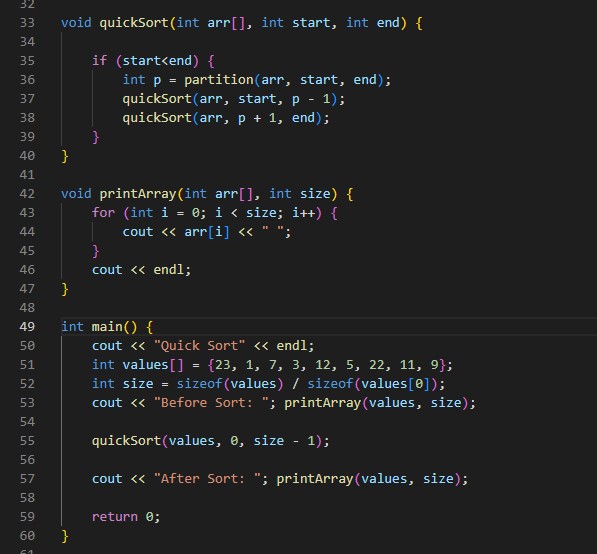 32
33 void quickSort(int arr[], int start, int end) {
34
35     if (start<end) {
36         int p = partition(arr, start, end);
37         quickSort(arr, start, p - 1);
38         quickSort(arr, p + 1, end);
39     }
40 }
41
42 void printArray(int arr[], int size) {
43     for (int i = 0; i < size; i++) {
44         cout << arr[i] << " ";
45     }
46     cout << endl;
47 }
48
49 int main() {
50     cout << "Quick Sort" << endl;
51     int values[] = {23, 1, 7, 3, 12, 5, 22, 11, 9};
52     int size = sizeof(values) / sizeof(values[0]);
53     cout << "Before Sort: "; printArray(values, size);
54
55     quickSort(values, 0, size - 1);
56
57     cout << "After Sort: "; printArray(values, size);
58
59     return 0;
60 }
61